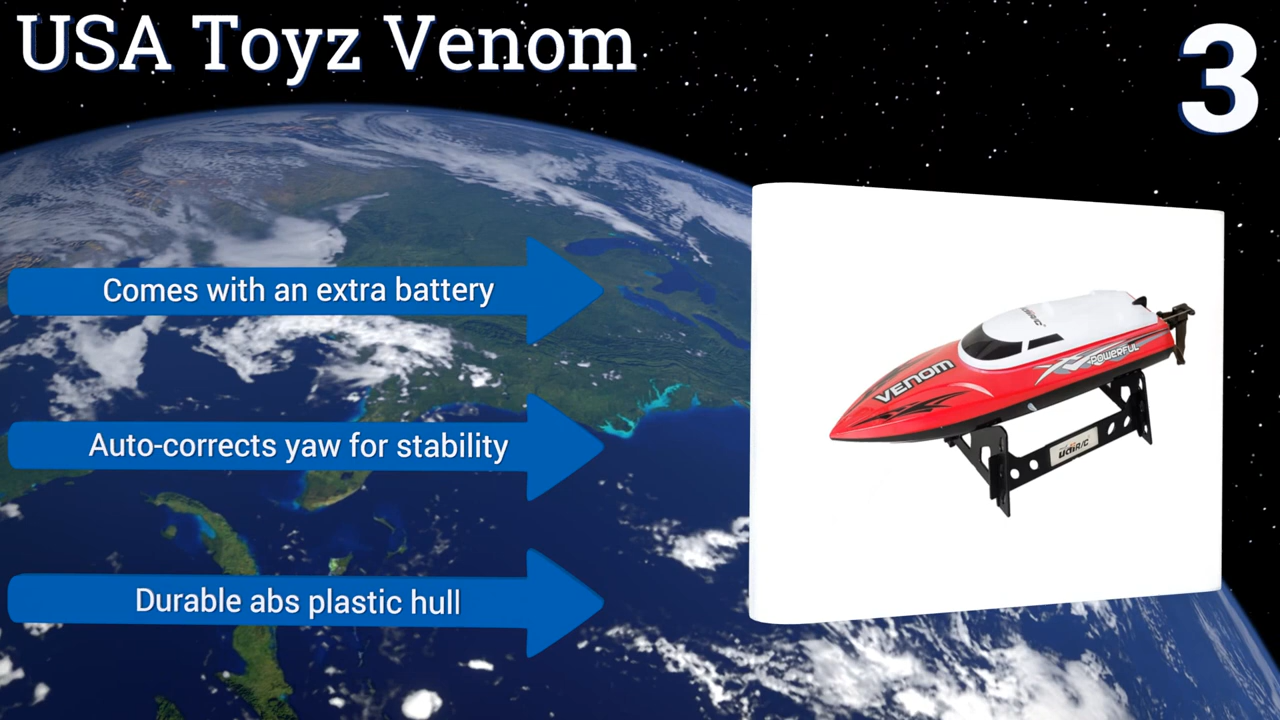 USA Toyz Venom
3
Comes with an extra battery
Auto-corrects yaw for stability
Durable abs plastic hull
VENOM
POWERFUL
udiR/C